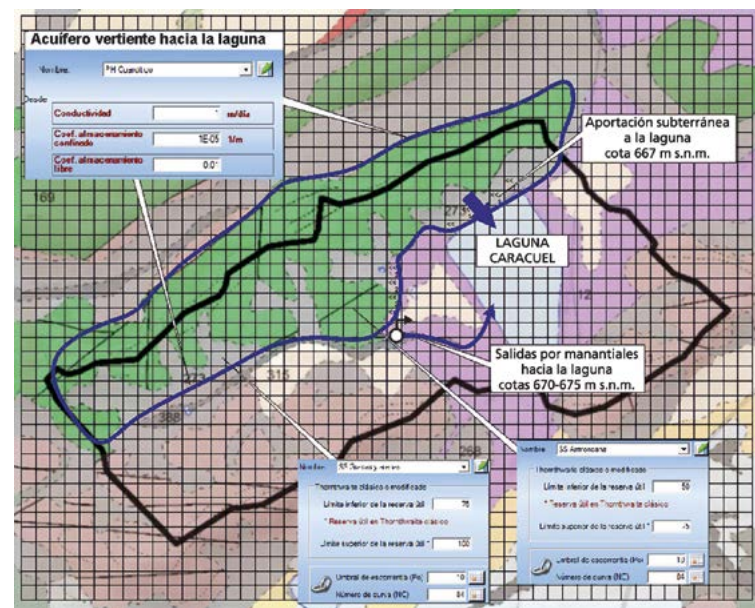 Acuífero vertiente hacia la laguna
Nombre:
Desde
Conductividad
m/día
Coef. almacenamiento
confinado
1E-05
1/m
Coef. almacenamiento
libre
169
Aportación subterránea
a la laguna
cota 667 m s.n.m.
273
LAGUNA
CARACUEL
12
Salidas por manantiales
hacia la laguna
cotas 670-675 m s.n.m.
273
315
368
Nombre:
Thornthwaite clásico o modificado
Límite inferior de la reserva útil
* Reserva útil en Thornthwaite clásico
Límite superior de la reserva útil *
100
Umbral de escorrentía (Po)
10
Número de curva (NC)
84
Nombre
Thornthwaite clásico o modificado
Límite inferior de la reserva útil
50
* Reserva útil en Thornthwaite clásico
Límite superior de la reserva útil *
75
Umbral de escorrentía (Po)
Número de curva (NC)
84